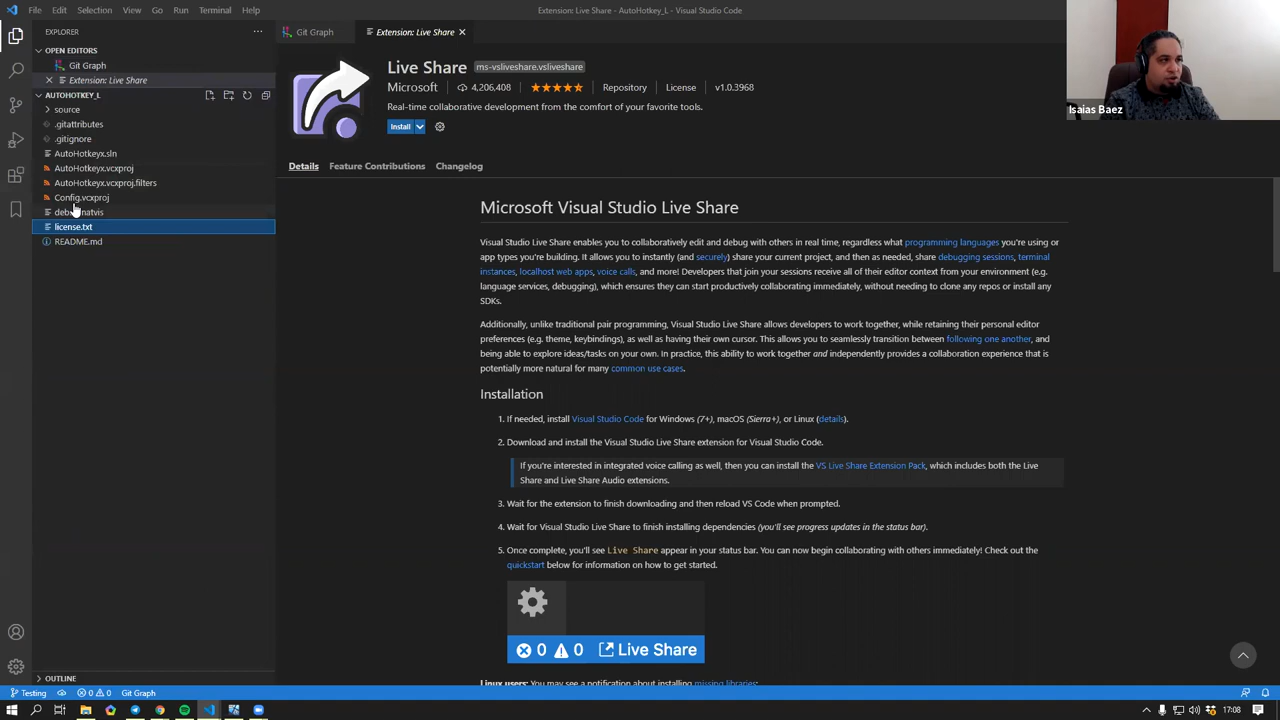 File Edit Selection View Go Run Terminal Help
Extension: Live Share - AutoHotkey_L - Visual Studio Code
EXPLORER
OPEN EDITORS
Git Graph
Extension: Live Share
AUTOHOTKEY_L
source
.gitattributes
.gitignore
AutoHotkeyx.sln
AutoHotkeyx.vcxproj
AutoHotkeyx.vcxproj.filters
Config.vcxproj
license.txt
README.md
OUTLINE
Git Graph
Extension: Live Share
Live Share ms-vsliveshare.vsliveshare
Microsoft 4,206,408 Repository License v1.0.3968
Real-time collaborative development from the comfort of your favorite tools.
Install
Details Feature Contributions Changelog
Microsoft Visual Studio Live Share
Visual Studio Live Share enables you to collaboratively edit and debug with others in real time, regardless what programming languages you're using or
app types you're building. It allows you to instantly (and securely) share your current project, and then as needed, share debugging sessions, terminal
instances, localhost web apps, voice calls, and more! Developers that join your sessions receive all of their editor context from your environment (e.g.
language services, debugging), which ensures they can start productively collaborating immediately, without needing to clone any repos or install any
SDKs.
Additionally, unlike traditional pair programming, Visual Studio Live Share allows developers to work together, while retaining their personal editor
preferences (e.g. theme, keybindings), as well as having their own cursor. This allows you to seamlessly transition between following one another, and
being able to explore ideas/tasks on your own. In practice, this ability to work together and independently provides a collaboration experience that is
potentially more natural for many common use cases.
Installation
1. If needed, install Visual Studio Code for Windows (7+), macOS (Sierra+), or Linux (details).
2. Download and install the Visual Studio Live Share extension for Visual Studio Code.
If you're interested in integrated voice calling as well, then you can install the VS Live Share Extension Pack, which includes both the Live
Share and Live Share Audio extensions.
3. Wait for the extension to finish downloading and then reload VS Code when prompted.
4. Wait for Visual Studio Live Share to finish installing dependencies (you'll see progress updates in the status bar).
5. Once complete, you'll see Live Share appear in your status bar. You can now begin collaborating with others immediately! Check out the
quickstart below for information on how to get started.
0 0 Live Share
Linux users: You may see a notification about installing missing libraries:
Isaias Baez
Testing 0 0 Git Graph
17:08